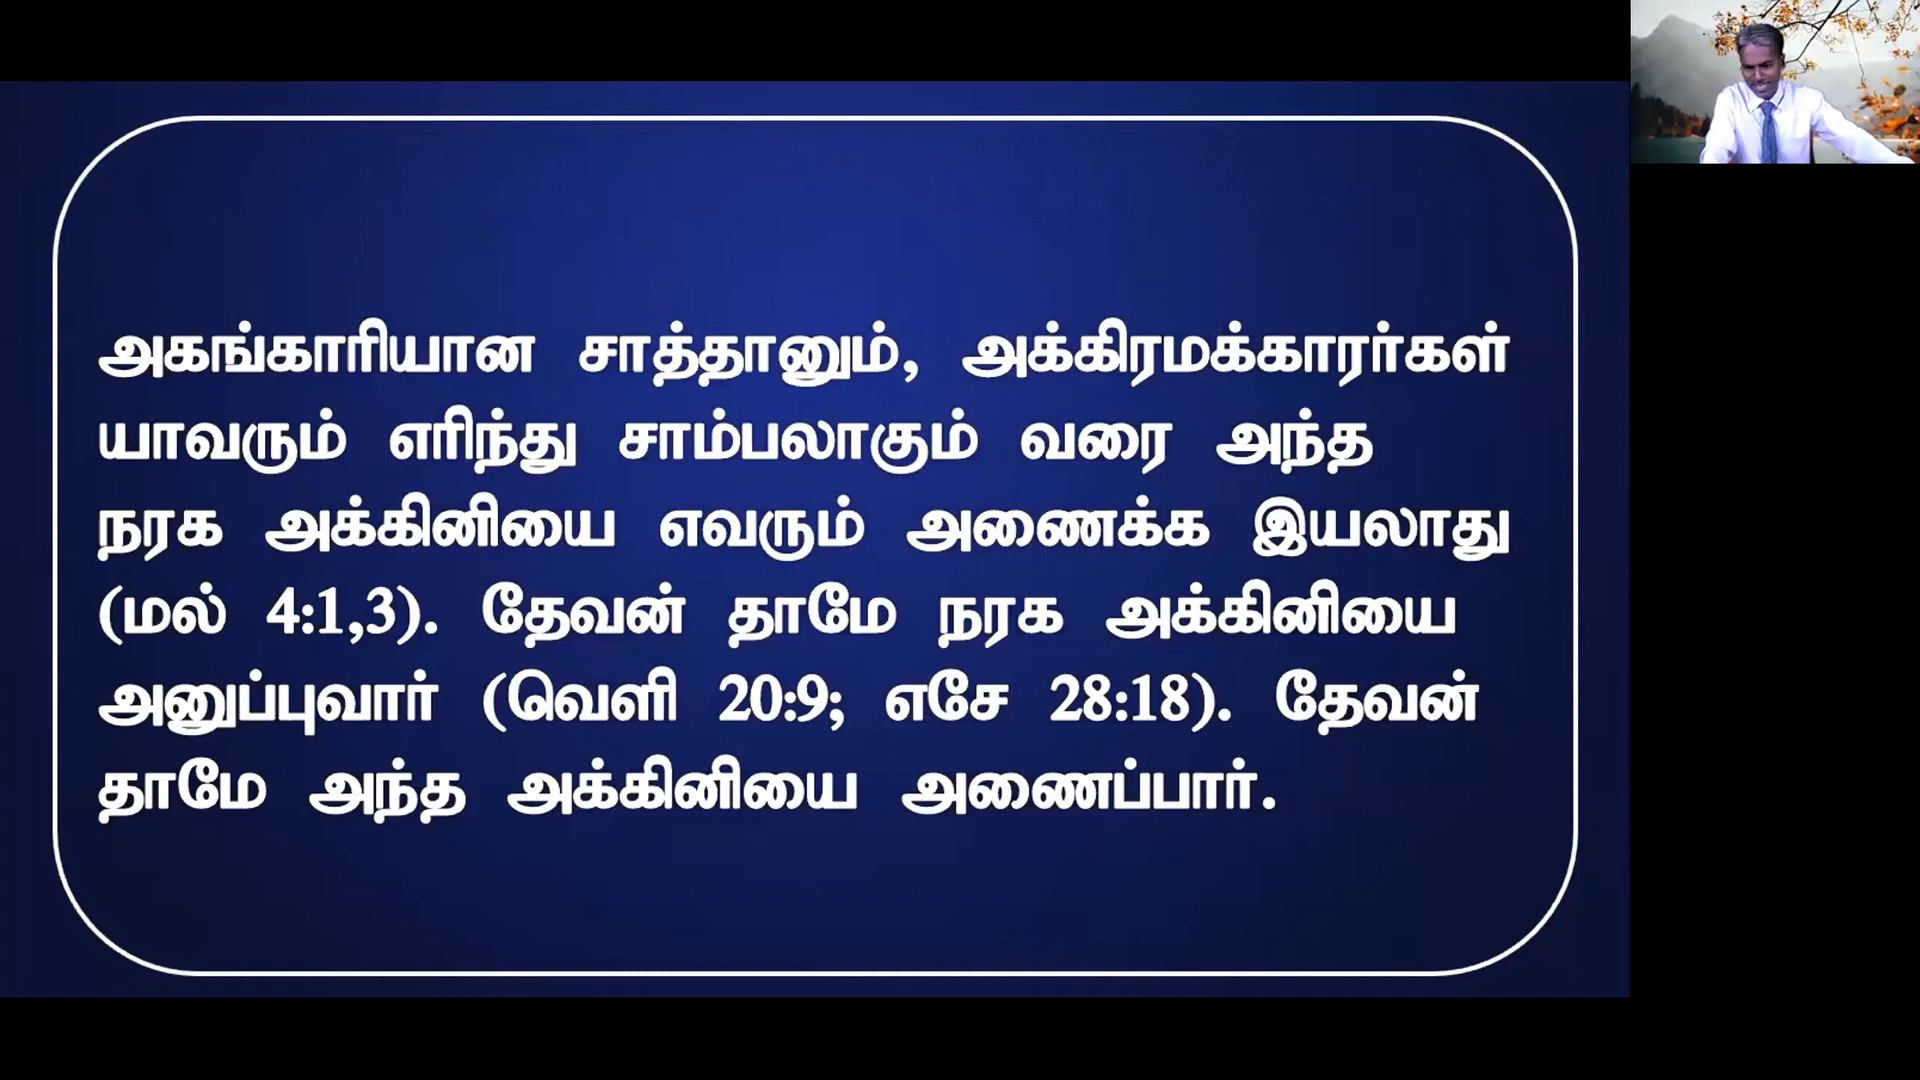 அகங்காரியான சாத்தானும், அக்கிரமக்காரர்கள்
யாவரும் எரிந்து சாம்பலாகும் வரை அந்த
நரக அக்கினியை எவரும் அணைக்க இயலாது
(மல் 4:1,3). தேவன் தாமே நரக அக்கினியை
அனுப்புவார் (வெளி 20:9; எசே 28:18). தேவன்
தாமே அந்த அக்கினியை அணைப்பார்.